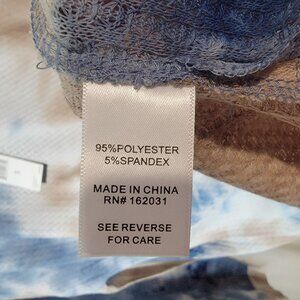 95%POLYESTER
5%SPANDEX
MADE IN CHINA
RN# 162031
SEE REVERSE
FOR CARE